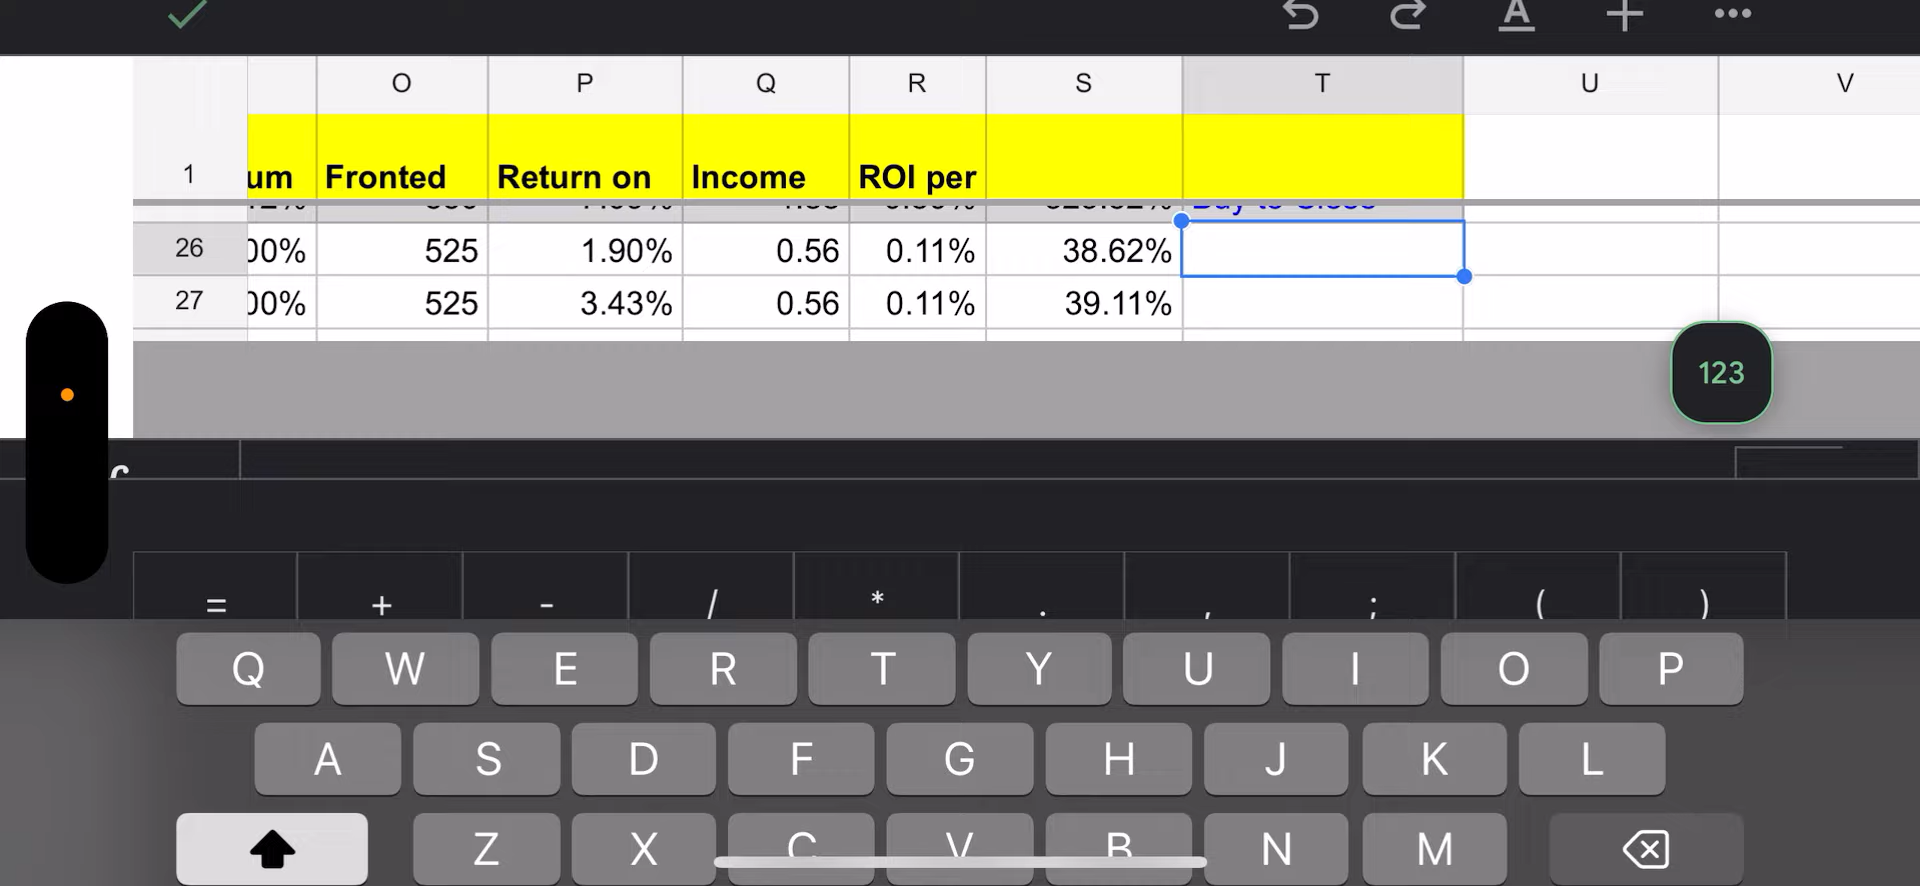 A
O P Q R S T U V
1 um Fronted Return on Income ROI per
26 00% 525 1.90% 0.56 0.11% 38.62%
27 00% 525 3.43% 0.56 0.11% 39.11%
123
= + - / * . , ; ( )
Q W E R T Y U I O P
A S D F G H J K L
Z X C V B N M